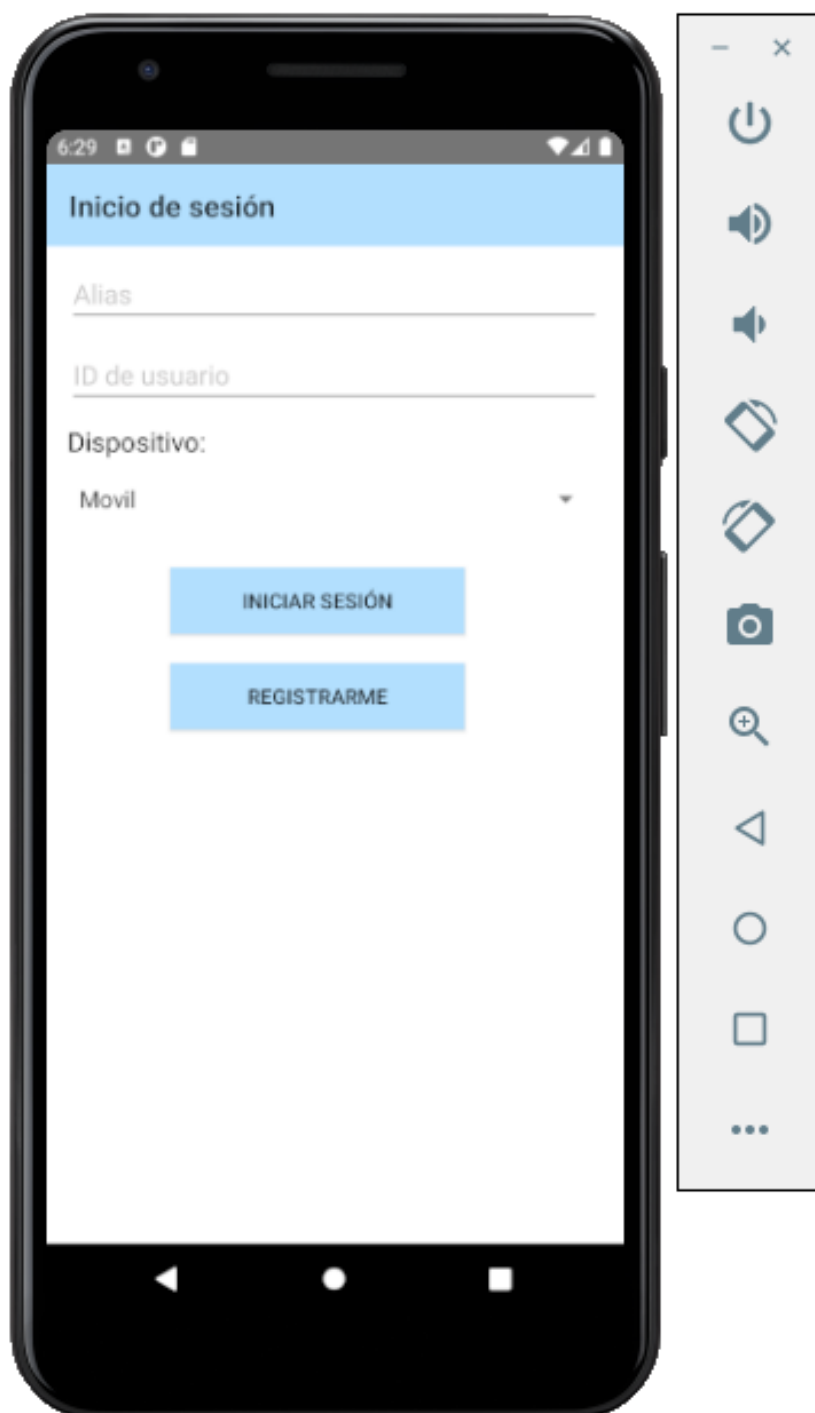 6:29
Inicio de sesión
Alias
ID de usuario
Dispositivo:
Movil
INICIAR SESIÓN
REGISTRARME